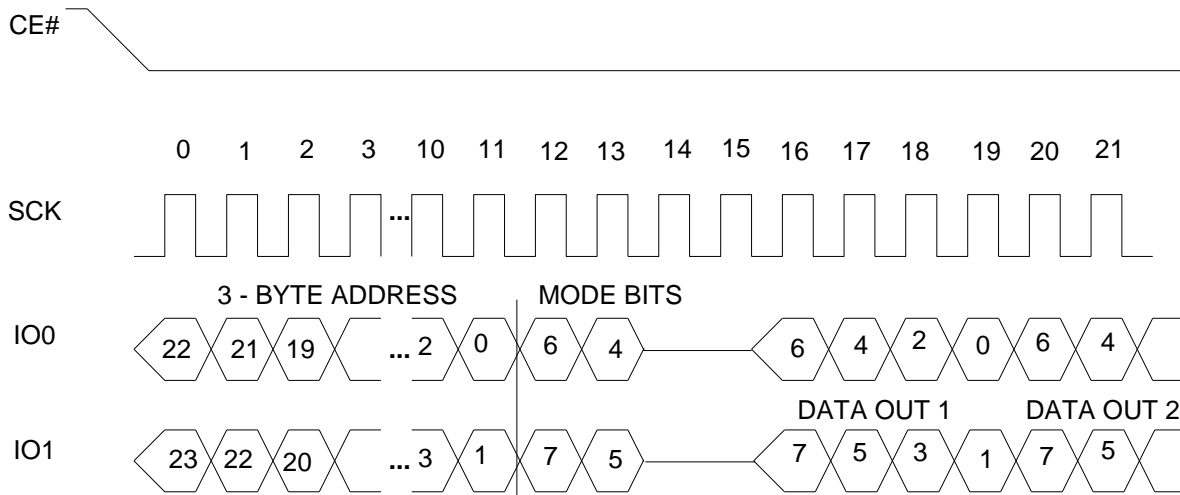 CE#
0 1 2 3 10 11 12 13 14 15 16 17 18 19 20 21
SCK ...
3 - BYTE ADDRESS MODE BITS
IO0 22 21 19 ... 2 0 6 4 6 4 2 0 6 4
DATA OUT 1 DATA OUT 2
IO1 23 22 20 ... 3 1 7 5 7 5 3 1 7 5